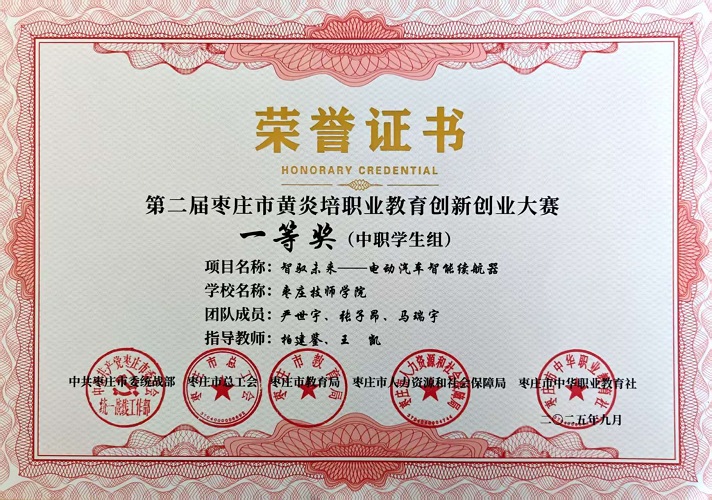 荣誉证书
HONORARY CREDENTIAL
第二届枣庄市黄炎培职业教育创新创业大赛
一等奖（中职学生组）
项目名称：智驭未来——电动汽车智能续航器
学校名称：枣庄技师学院
团队成员：严世宇、张子昂、马瑞宇
指导教师：柏建鉴、王 凯
中共枣庄市委统战部 枣庄市总工会 枣庄市教育局 枣庄市人力资源和社会保障局 枣庄市中华职业教育社
二〇二五年九月